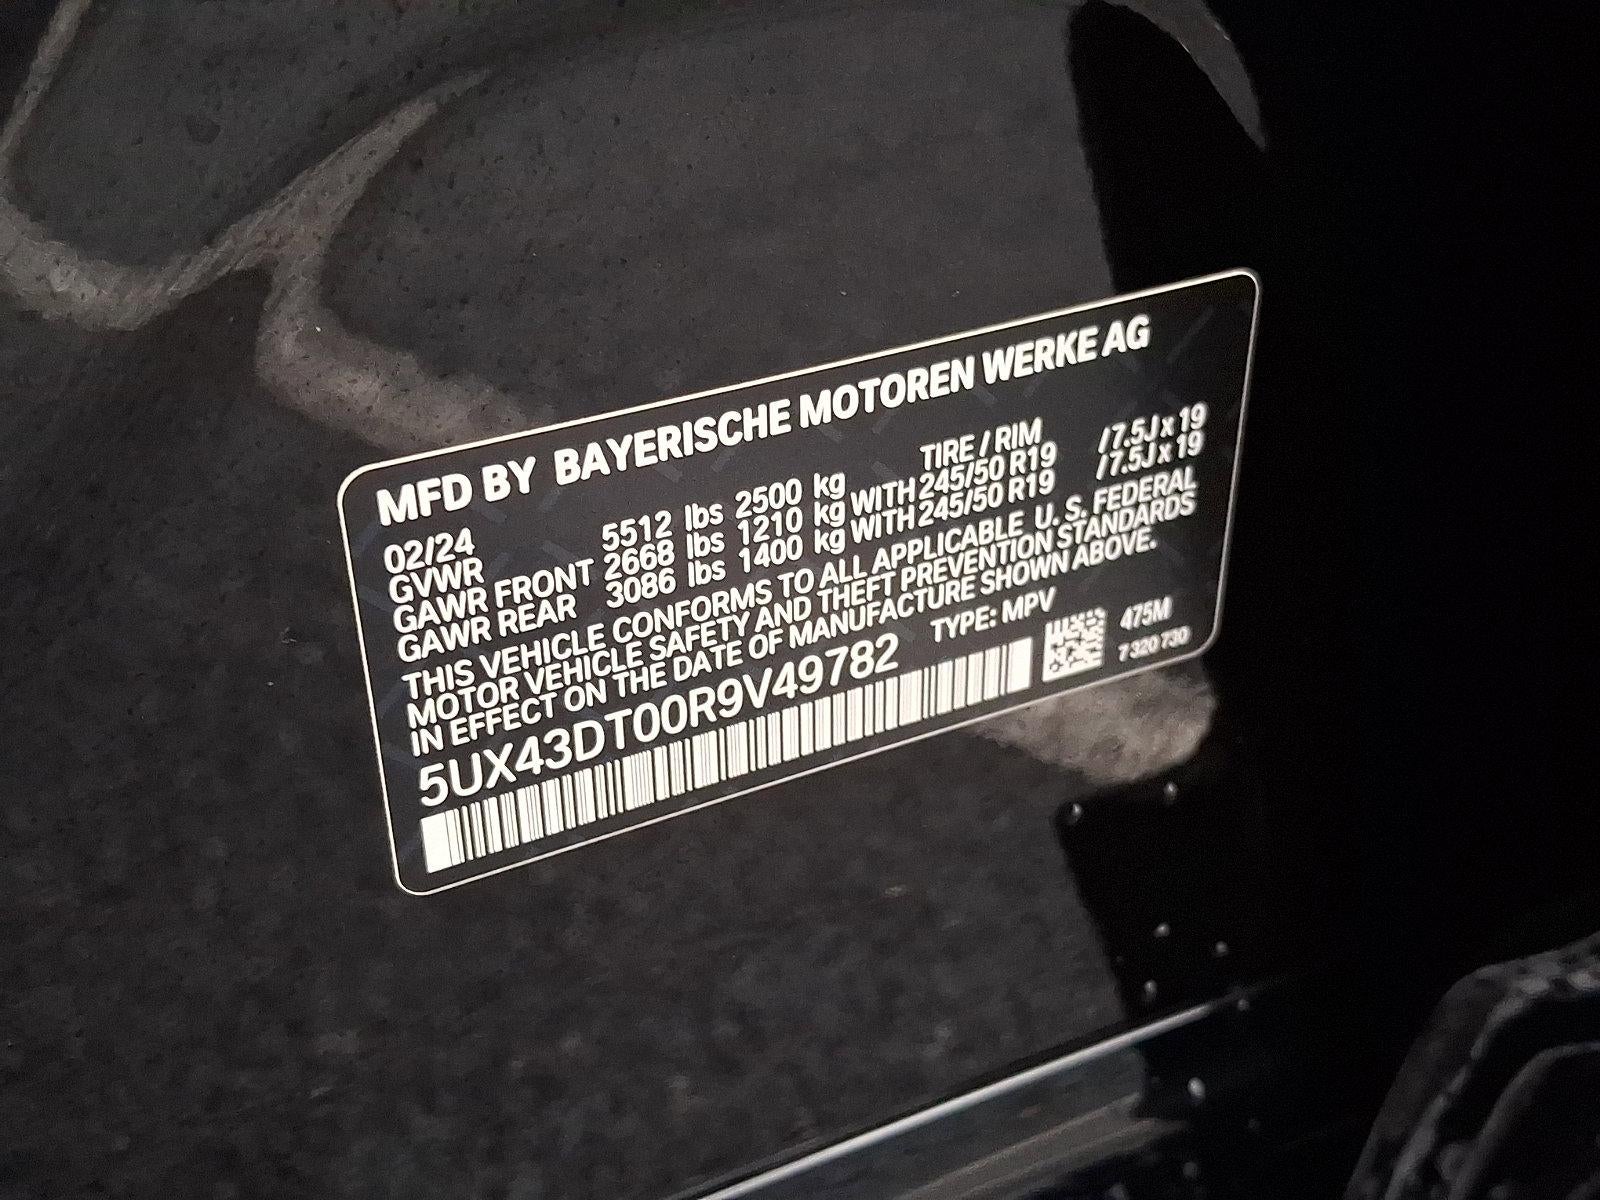 MFD BY BAYERISCHE MOTOREN WERKE AG
02/24 TIRE / RIM
GVWR 5512 lbs 2500 kg
GAWR FRONT 2668 lbs 1210 kg WITH 245/50 R19 /7.5J x 19
GAWR REAR 3086 lbs 1400 kg WITH 245/50 R19 /7.5J x 19
THIS VEHICLE CONFORMS TO ALL APPLICABLE U. S. FEDERAL
MOTOR VEHICLE SAFETY AND THEFT PREVENTION STANDARDS
IN EFFECT ON THE DATE OF MANUFACTURE SHOWN ABOVE.
5UX43DT00R9V49782 TYPE: MPV 475M
7 320 730